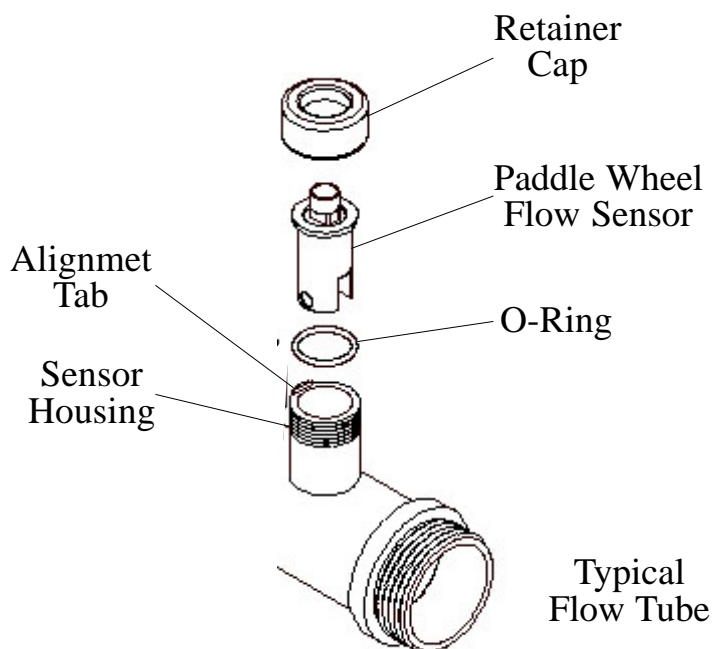 Retainer
Cap
Paddle Wheel
Flow Sensor
Alignmet
Tab
O-Ring
Sensor
Housing
Typical
Flow Tube